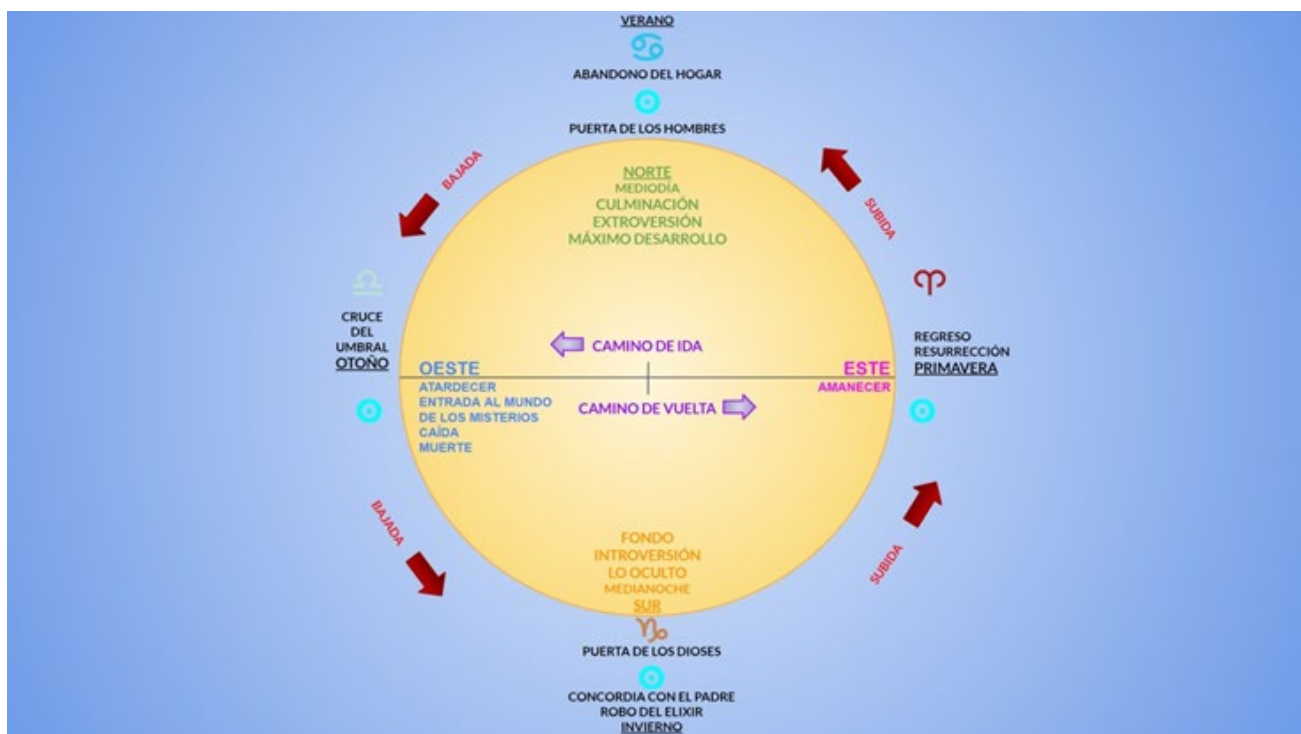 VERANO
ABANDONO DEL HOGAR
PUERTA DE LOS HOMBRES
NORTE
MEDIODÍA
CULMINACIÓN
EXTROVERSIÓN
MÁXIMO DESARROLLO
BAJADA
SUBIDA
CRUCE
DEL
UMBRAL
OTOÑO
CAMINO DE IDA
REGRESO
RESURRECCIÓN
PRIMAVERA
OESTE
ATARDECER
ENTRADA AL MUNDO
DE LOS MISTERIOS
CAÍDA
MUERTE
ESTE
AMANECER
CAMINO DE VUELTA
BAJADA
SUBIDA
FONDO
INTROVERSIÓN
LO OCULTO
MEDIANOCHE
SUR
PUERTA DE LOS DIOSES
CONCORDIA CON EL PADRE
ROBO DEL ELIXIR
INVIERNO